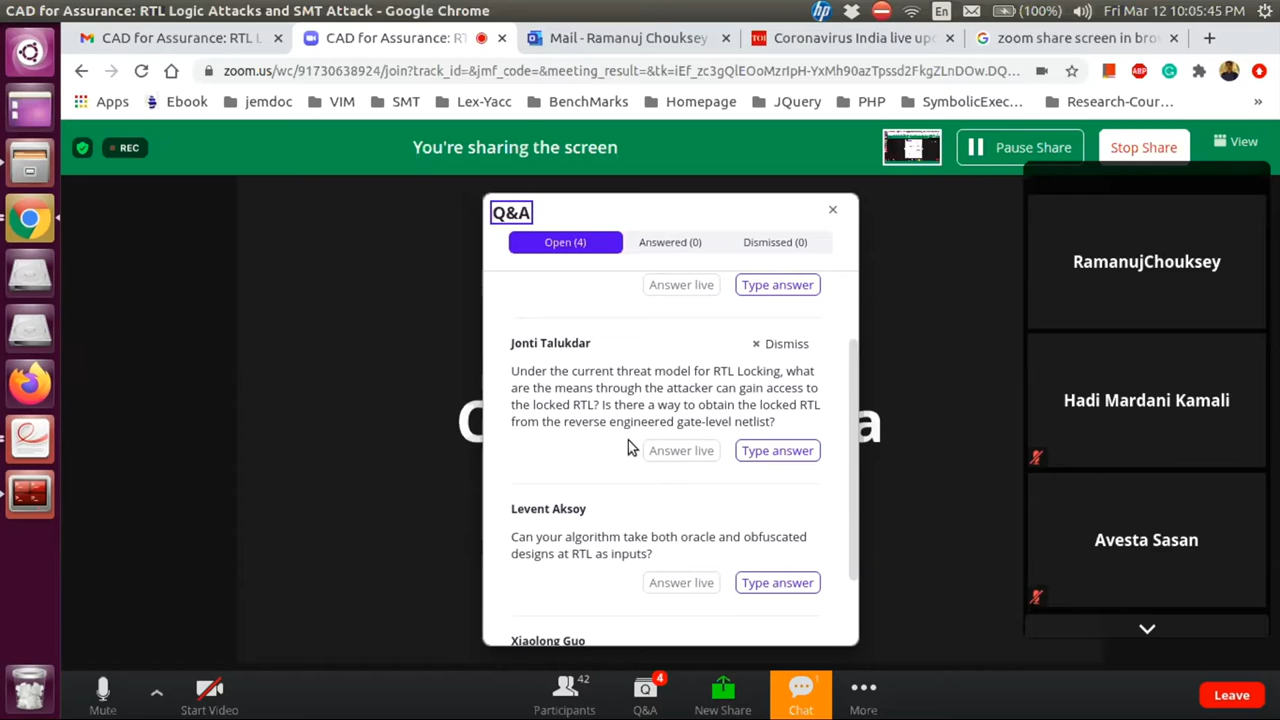 CAD for Assurance: RTL Logic Attacks and SMT Attack - Google Chrome
En
(100%)
Fri Mar 12 10:05:45
CAD for Assurance: RTL L
CAD for Assurance: RT
Mail - Ramanuj Chouksey
Coronavirus India live upd
zoom share screen in bro
zoom.us/wc/91730638924/join?track_id=&jmf_code=&meeting_result=&tk=
Apps
Ebook
jemdoc
VIM
SMT
Lex-Yacc
BenchMarks
Homepage
JQuery
PHP
SymbolicExec...
Research-Cour...
»
REC
You're sharing the screen
Pause Share
Stop Share
View
Q&A
Open (4)
Answered (0)
Dismissed (0)
Answer live
Type answer
Jonti Talukdar
Dismiss
Under the current threat model for RTL Locking, what
are the means through the attacker can gain access to
the locked RTL? Is there a way to obtain the locked RTL
from the reverse engineered gate-level netlist?
Answer live
Type answer
Levent Aksoy
Can your algorithm take both oracle and obfuscated
designs at RTL as inputs?
Answer live
Type answer
Xiaolong Guo
RamanujChouksey
Hadi Mardani Kamali
Avesta Sasan
Mute
Start Video
42
Participants
4
Q&A
New Share
1
Chat
More
Leave